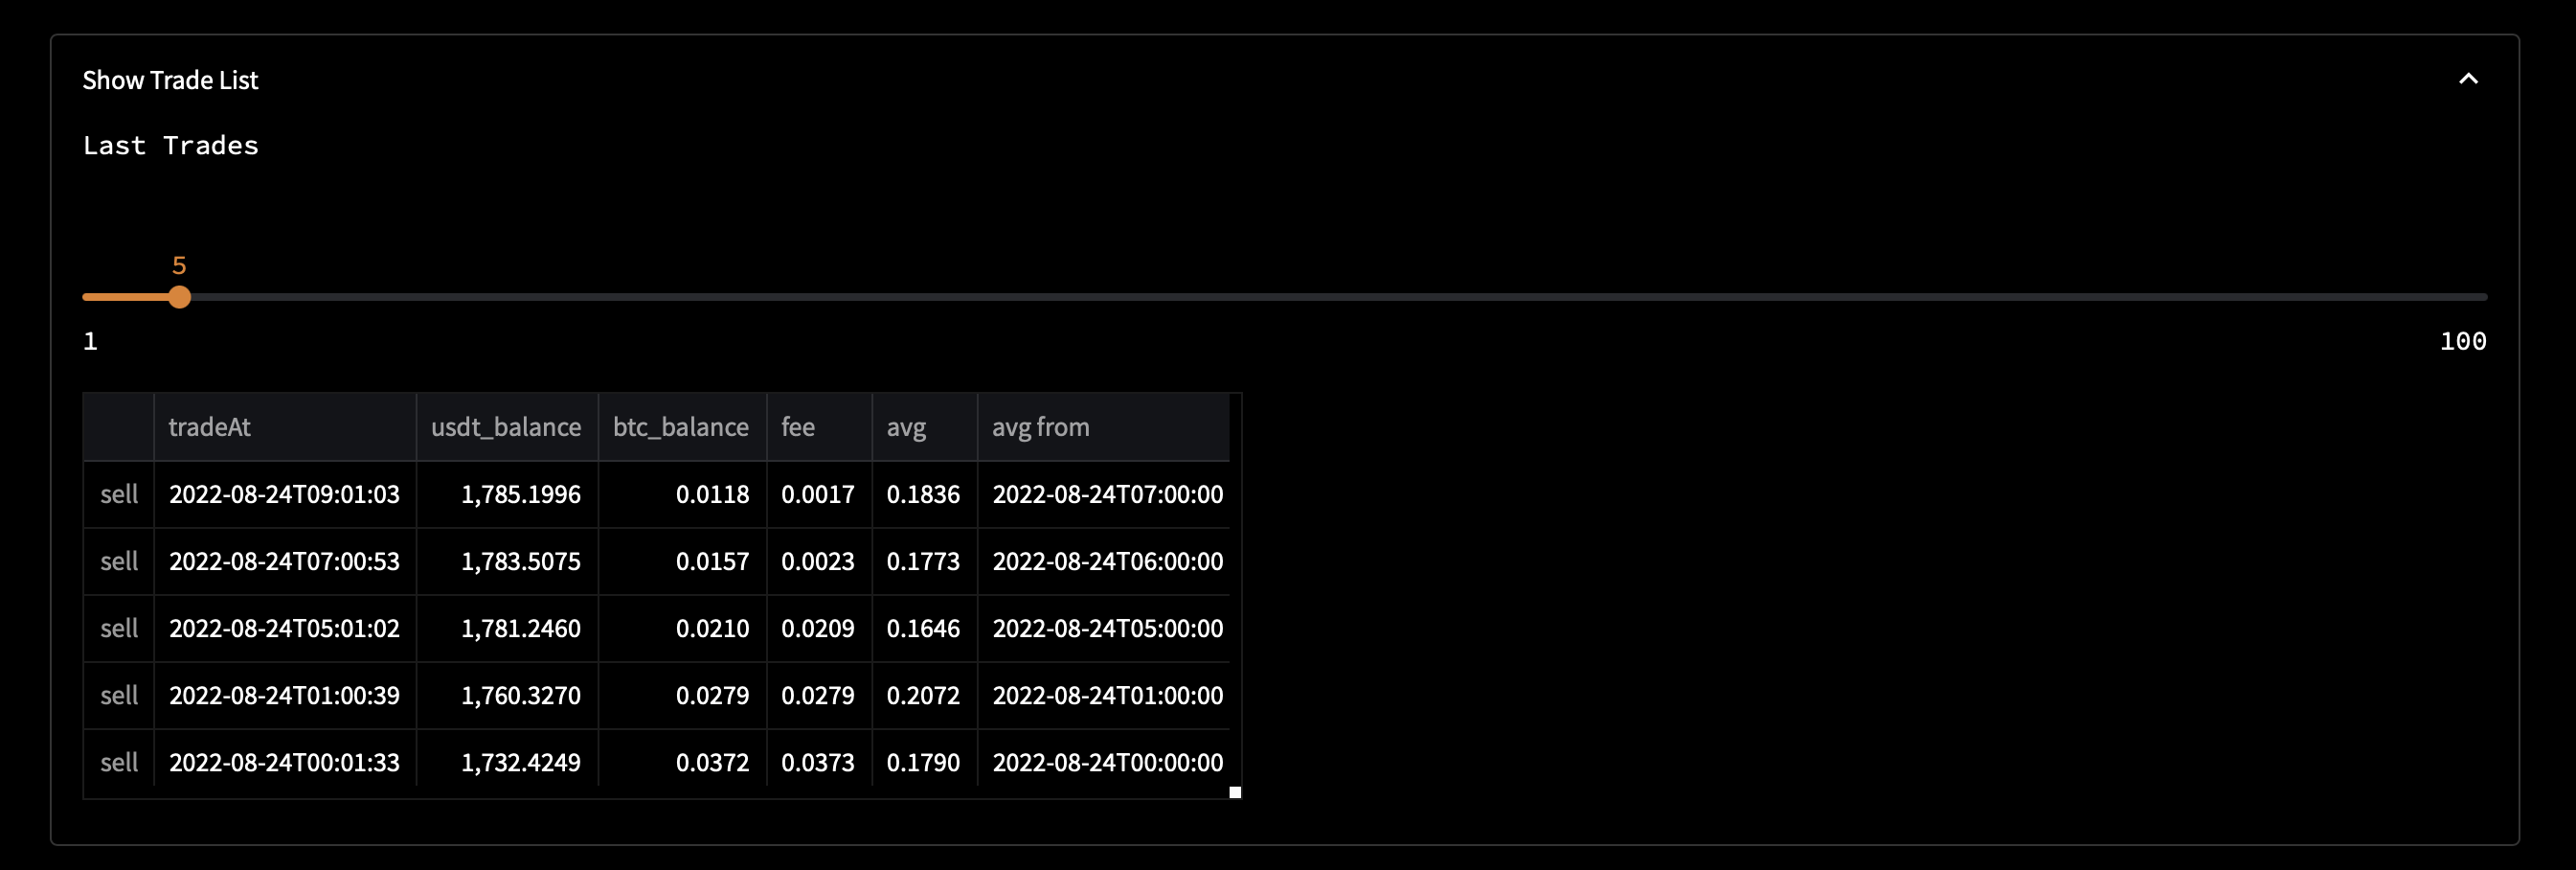 Show Trade List
Last Trades
5
1 100
tradeAt usdt_balance btc_balance fee avg avg from
sell 2022-08-24T09:01:03 1,785.1996 0.0118 0.0017 0.1836 2022-08-24T07:00:00
sell 2022-08-24T07:00:53 1,783.5075 0.0157 0.0023 0.1773 2022-08-24T06:00:00
sell 2022-08-24T05:01:02 1,781.2460 0.0210 0.0209 0.1646 2022-08-24T05:00:00
sell 2022-08-24T01:00:39 1,760.3270 0.0279 0.0279 0.2072 2022-08-24T01:00:00
sell 2022-08-24T00:01:33 1,732.4249 0.0372 0.0373 0.1790 2022-08-24T00:00:00